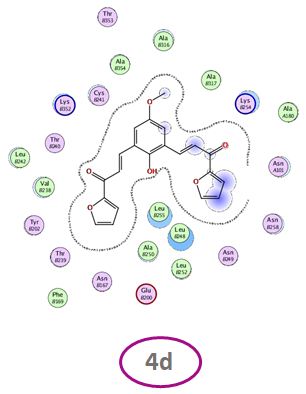 Thr
B353
Ala
B316
Ala
B354
Ala
B317
Lys
B352
Cys
B241
Lys
B254
Ala
A180
Thr
B240
Leu
B242
Asn
A101
Val
B238
Tyr
B202
Leu
B255
Asn
B258
Thr
B239
Ala
B250
Leu
B248
Asn
B249
Leu
B252
Asn
B167
Glu
B200
Phe
B169
O
O
O
O
OH
O
O
4d